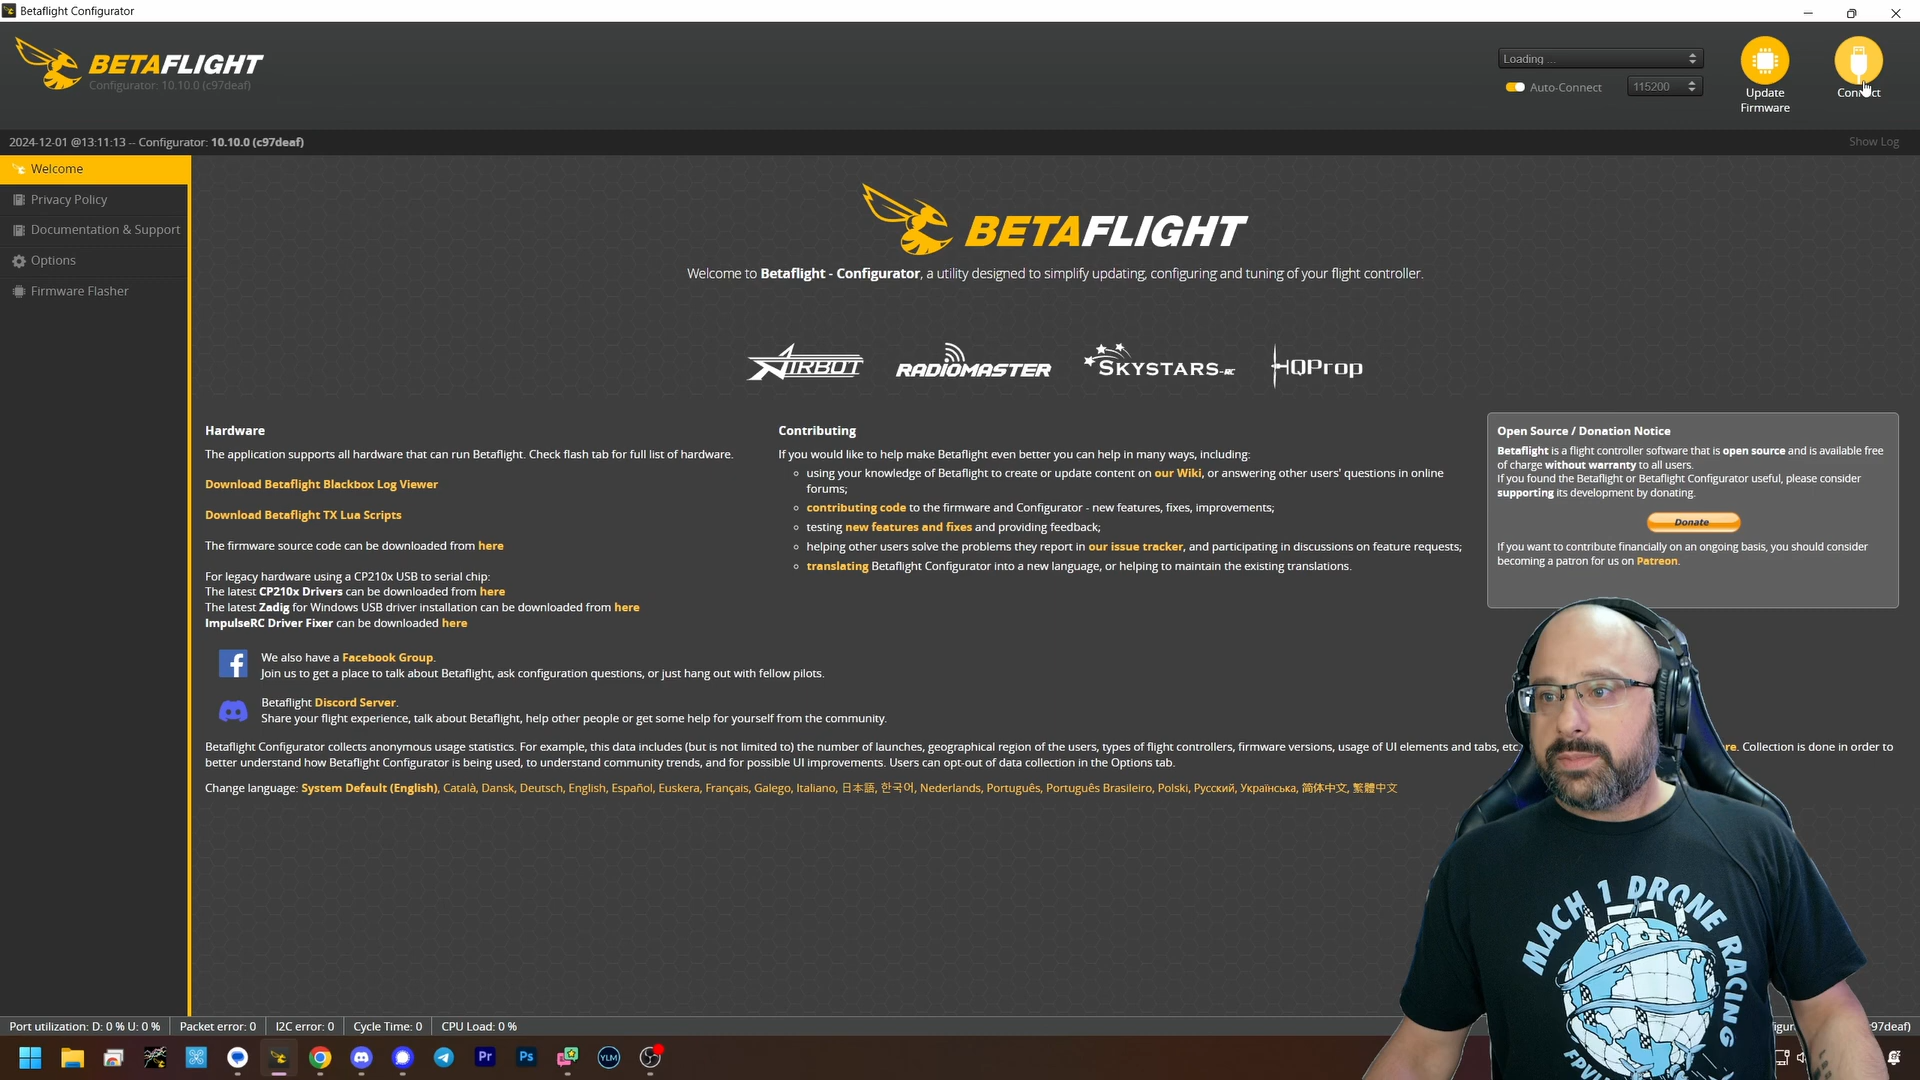 Betaflight Configurator
BETAFLIGHT
Configurator: 10.10.0 (c97deaf)
Loading ...
Auto-Connect
115200
Update
Firmware
Connect
2024-12-01 @13:11:13 -- Configurator: 10.10.0 (c97deaf)
Show Log
Welcome
Privacy Policy
Documentation & Support
Options
Firmware Flasher
BETAFLIGHT
Welcome to Betaflight - Configurator, a utility designed to simplify updating, configuring and tuning of your flight controller.
AIRBOT
RADIOMASTER
SKYSTARS-RC
HQProp
Hardware
The application supports all hardware that can run Betaflight. Check flash tab for full list of hardware.
Download Betaflight Blackbox Log Viewer
Download Betaflight TX Lua Scripts
The firmware source code can be downloaded from here
For legacy hardware using a CP210x USB to serial chip:
The latest CP210x Drivers can be downloaded from here
The latest Zadig for Windows USB driver installation can be downloaded from here
ImpulseRC Driver Fixer can be downloaded here
Contributing
If you would like to help make Betaflight even better you can help in many ways, including:
using your knowledge of Betaflight to create or update content on our Wiki, or answering other users' questions in online
forums;
contributing code to the firmware and Configurator - new features, fixes, improvements;
testing new features and fixes and providing feedback;
helping other users solve the problems they report in our issue tracker, and participating in discussions on feature requests;
translating Betaflight Configurator into a new language, or helping to maintain the existing translations.
Open Source / Donation Notice
Betaflight is a flight controller software that is open source and is available free
of charge without warranty to all users.
If you found the Betaflight or Betaflight Configurator useful, please consider
supporting its development by donating.
Donate
If you want to contribute financially on an ongoing basis, you should consider
becoming a patron for us on Patreon.
We also have a Facebook Group.
Join us to get a place to talk about Betaflight, ask configuration questions, or just hang out with fellow pilots.
Betaflight Discord Server.
Share your flight experience, talk about Betaflight, help other people or get some help for yourself from the community.
Betaflight Configurator collects anonymous usage statistics. For example, this data includes (but is not limited to) the number of launches, geographical region of the users, types of flight controllers, firmware versions, usage of UI elements and tabs, etc. re. Collection is done in order to
better understand how Betaflight Configurator is being used, to understand community trends, and for possible UI improvements. Users can opt-out of data collection in the Options tab.
Change language: System Default (English), Català, Dansk, Deutsch, English, Español, Euskera, Français, Galego, Italiano, 日本語, 한국어, Nederlands, Português, Português Brasileiro, Polski, Русский, Українська, 简体中文, 繁體中文
MACH 1 DRONE RACING
Port utilization: D: 0 % U: 0 %
Packet error: 0
I2C error: 0
Cycle Time: 0
CPU Load: 0 %
97deaf)
Pr
Ps
YLM